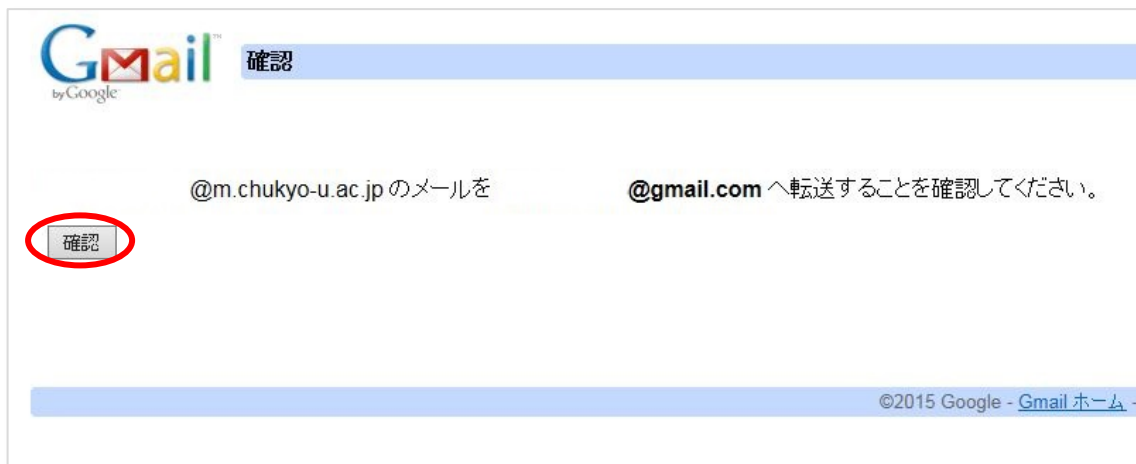 Gmail™
by Google
確認
@m.chukyo-u.ac.jp のメールを @gmail.com へ転送することを確認してください。
確認
©2015 Google - Gmail ホーム -